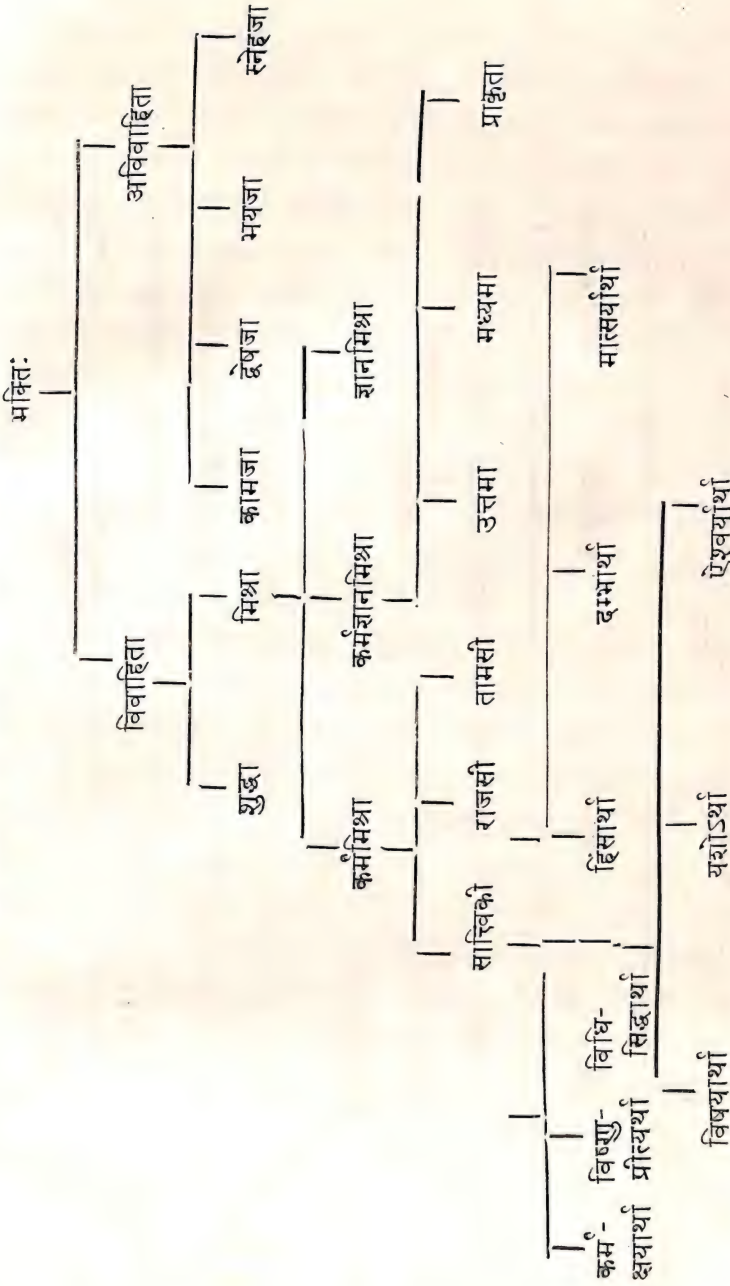 भक्तिः
विवाहिता अविवाहिता
शुद्धा मिश्रा कामजा द्वेषजा भयजा स्नेहजा
कर्ममिश्रा कर्मज्ञानमिश्रा ज्ञानमिश्रा
सात्त्विकी राजसी तामसी उत्तमा मध्यमा प्राकृता
कर्म- विष्णु- विधि- हिंसार्था दम्भार्था मात्सर्यार्था
क्षयार्था प्रीत्यर्था सिद्धार्था
विषयार्था यशोऽर्था ऐश्वर्यार्था